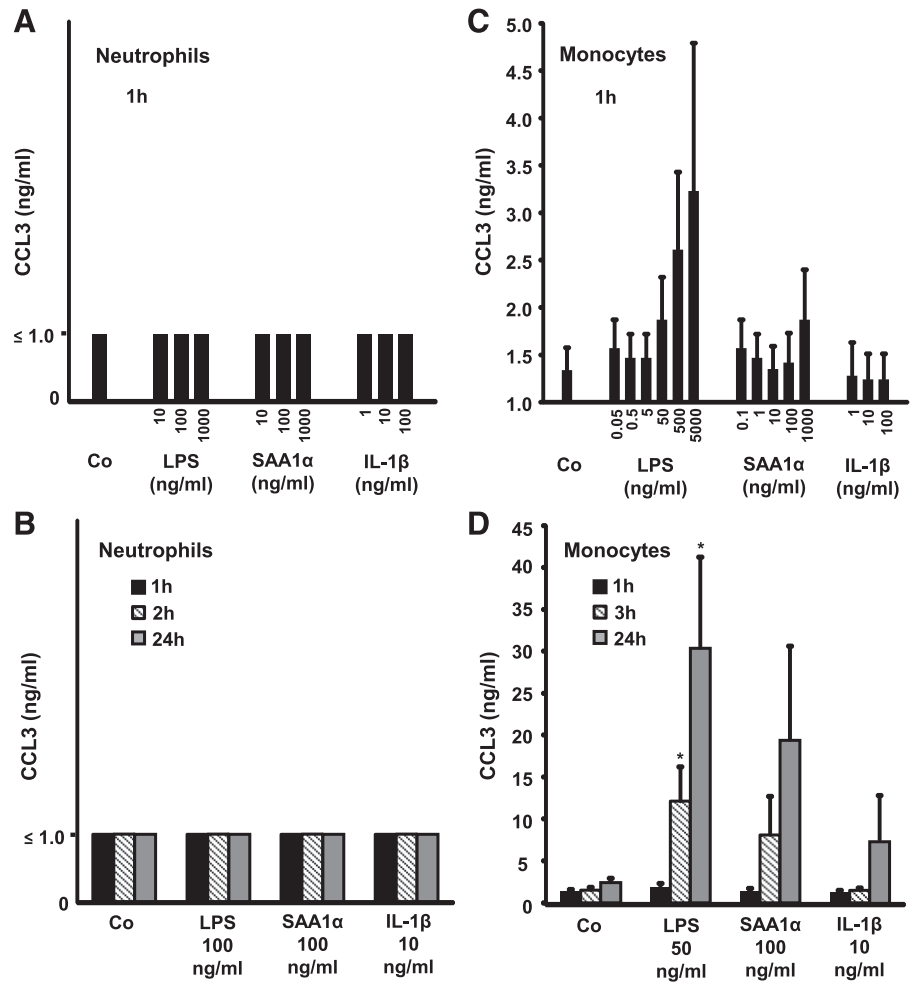 A
Neutrophils
1h
CCL3 (ng/ml)
≤ 1.0
0
10
100
1000
10
100
1000
1
10
100
Co
LPS
(ng/ml)
SAA1α
(ng/ml)
IL-1β
(ng/ml)
C
Monocytes
1h
CCL3 (ng/ml)
5.0
4.5
4.0
3.5
3.0
2.5
2.0
1.5
1.0
0.05
0.5
5
50
500
5000
0.1
1
10
100
1000
1
10
100
Co
LPS
(ng/ml)
SAA1α
(ng/ml)
IL-1β
(ng/ml)
B
Neutrophils
1h
2h
24h
CCL3 (ng/ml)
≤ 1.0
0
Co
LPS
100
ng/ml
SAA1α
100
ng/ml
IL-1β
10
ng/ml
D
Monocytes
1h
3h
24h
CCL3 (ng/ml)
45
40
35
30
25
20
15
10
5
0
*
*
Co
LPS
50
ng/ml
SAA1α
100
ng/ml
IL-1β
10
ng/ml